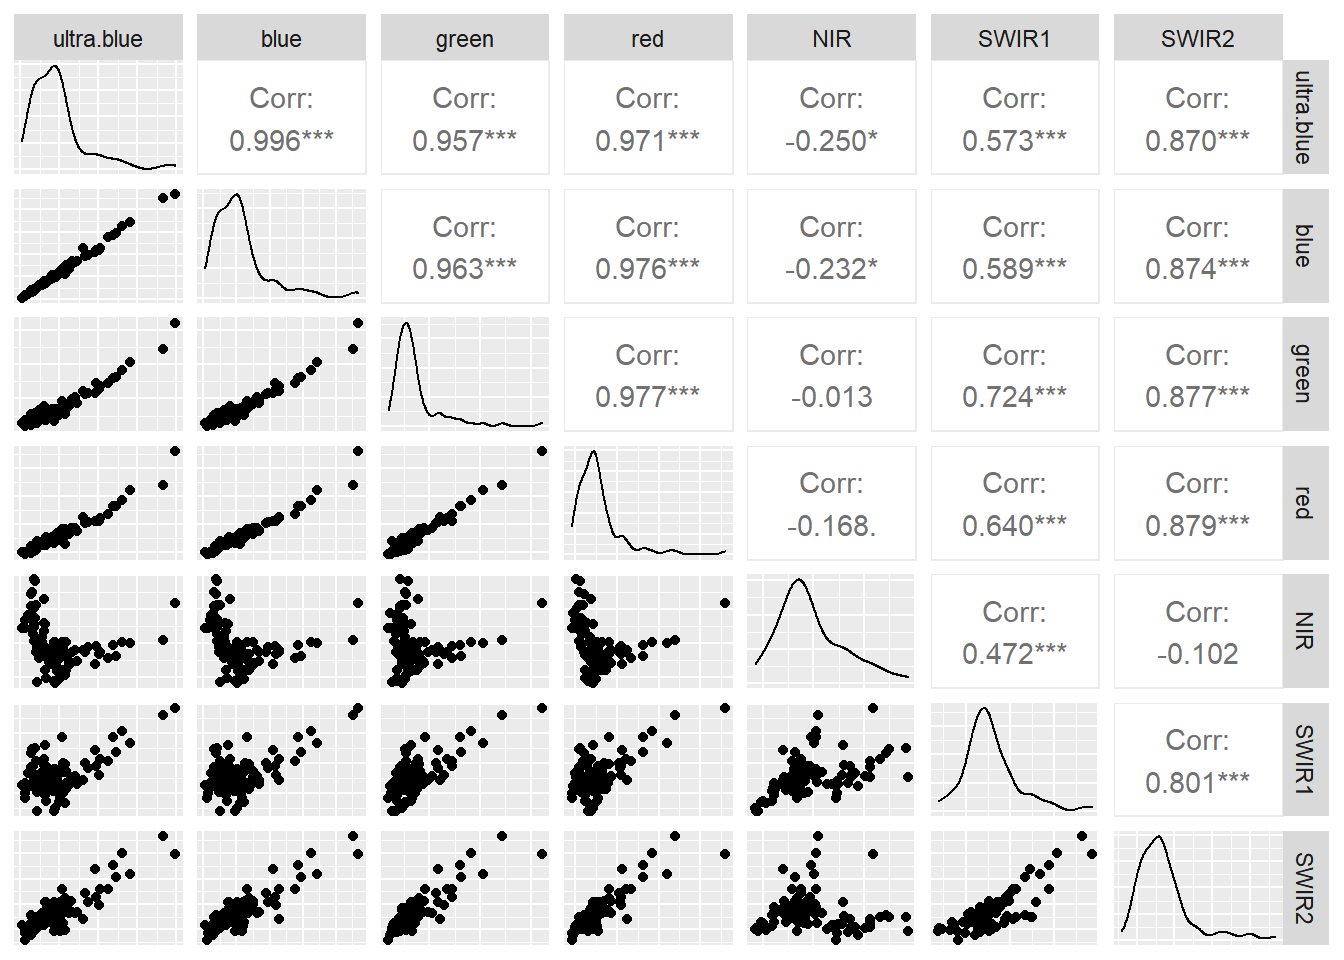 ultra.blue blue green red NIR SWIR1 SWIR2
Corr: Corr: Corr: Corr: Corr: Corr:
0.996*** 0.957*** 0.971*** -0.250* 0.573*** 0.870***
ultra.blue
Corr: Corr: Corr: Corr: Corr:
0.963*** 0.976*** -0.232* 0.589*** 0.874***
blue
Corr: Corr: Corr: Corr:
0.977*** -0.013 0.724*** 0.877***
green
Corr: Corr: Corr:
-0.168. 0.640*** 0.879***
red
Corr: Corr:
0.472*** -0.102
NIR
Corr:
0.801***
SWIR1
SWIR2